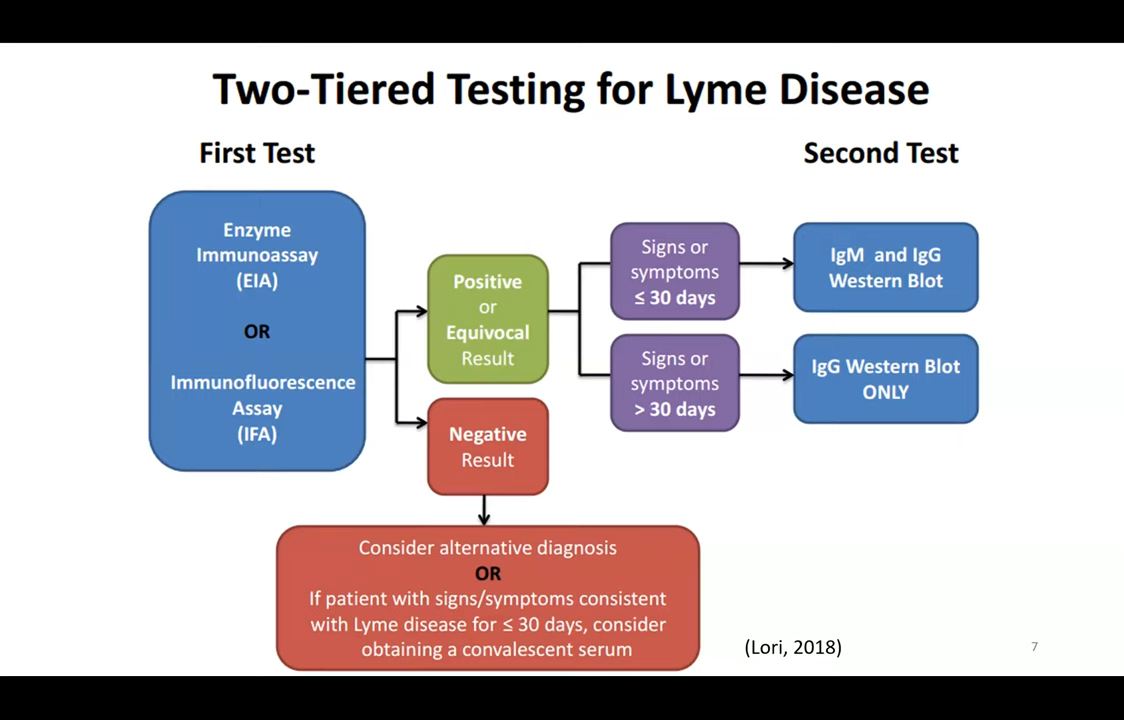 Two-Tiered Testing for Lyme Disease
First Test
Second Test
Enzyme
Immunoassay
(EIA)
OR
Immunofluorescence
Assay
(IFA)
Positive
or
Equivocal
Result
Negative
Result
Signs or
symptoms
≤ 30 days
Signs or
symptoms
> 30 days
IgM and IgG
Western Blot
IgG Western Blot
ONLY
Consider alternative diagnosis
OR
If patient with signs/symptoms consistent
with Lyme disease for ≤ 30 days, consider
obtaining a convalescent serum
(Lori, 2018)
7